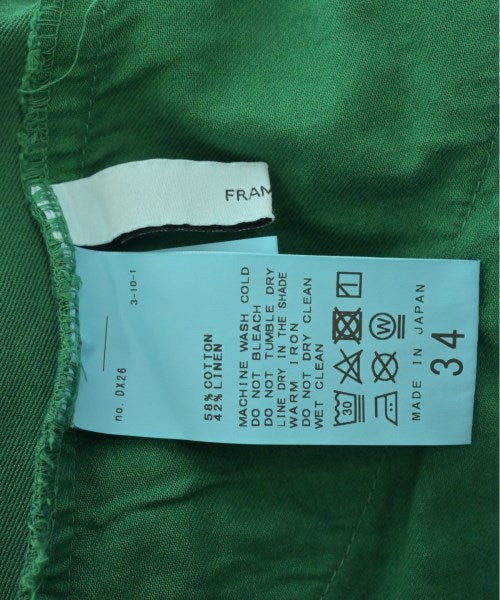 FRAM
3-10-1
no. DX26
58% COTTON
42% LINEN
MACHINE WASH COLD
DO NOT BLEACH
DO NOT TUMBLE DRY
LINE DRY IN THE SHADE
WARM IRON
DO NOT DRY CLEAN
WET CLEAN
30
W
MADE IN JAPAN
34